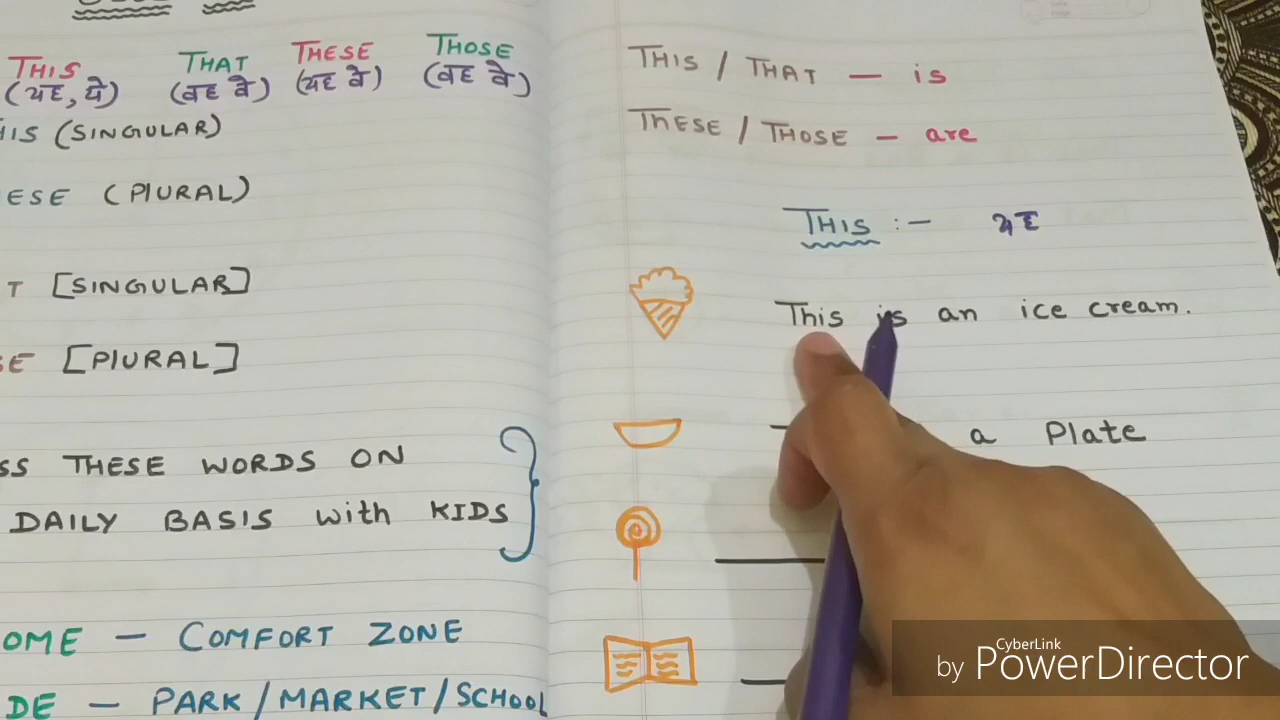 THIS THAT THESE THOSE
(यह, ये) (वह वे) (यह वे) (वह वे)
HIS (SINGULAR)
ESE (PlURAL)
T [SINGULAR]
SE [PlURAL]
SS THESE WORDS ON
DAILY BASIS with KIDS
OME — COMFORT ZONE
DE — PARK/MARKET/SCHOOL
THIS / THAT — is
THESE / THOSE — are
THIS :- यह
This is an ice cream.
a Plate
CyberLink
by PowerDirector